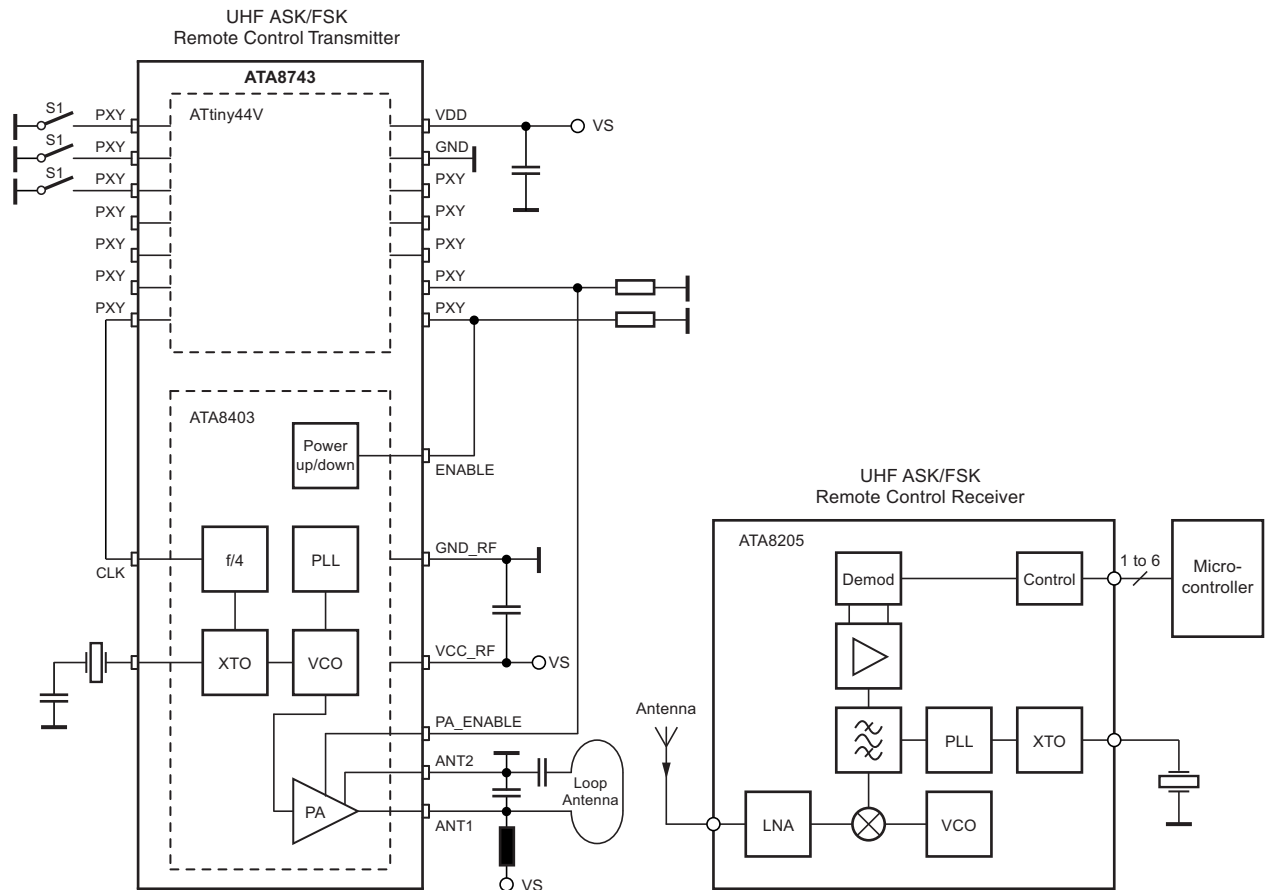 UHF ASK/FSK
Remote Control Transmitter
ATA8743
ATtiny44V
S1
PXY
VDD
VS
S1
PXY
GND
S1
PXY
PXY
PXY
PXY
PXY
PXY
PXY
PXY
PXY
PXY
ATA8403
Power
up/down
ENABLE
f/4
PLL
GND_RF
CLK
XTO
VCO
VCC_RF
VS
PA_ENABLE
ANT2
Loop
Antenna
PA
ANT1
VS
UHF ASK/FSK
Remote Control Receiver
ATA8205
Demod
Control
1 to 6
Micro-
controller
Antenna
PLL
XTO
LNA
VCO